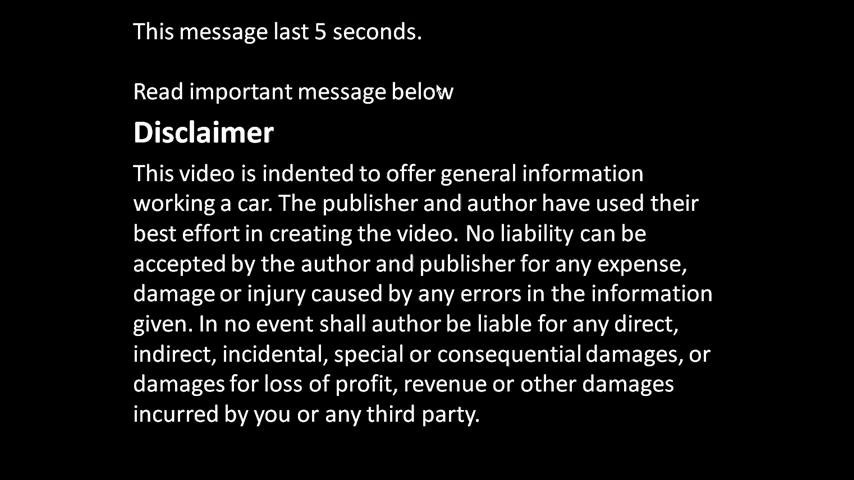 This message last 5 seconds.
Read important message below
Disclaimer
This video is indented to offer general information
working a car. The publisher and author have used their
best effort in creating the video. No liability can be
accepted by the author and publisher for any expense,
damage or injury caused by any errors in the information
given. In no event shall author be liable for any direct,
indirect, incidental, special or consequential damages, or
damages for loss of profit, revenue or other damages
incurred by you or any third party.